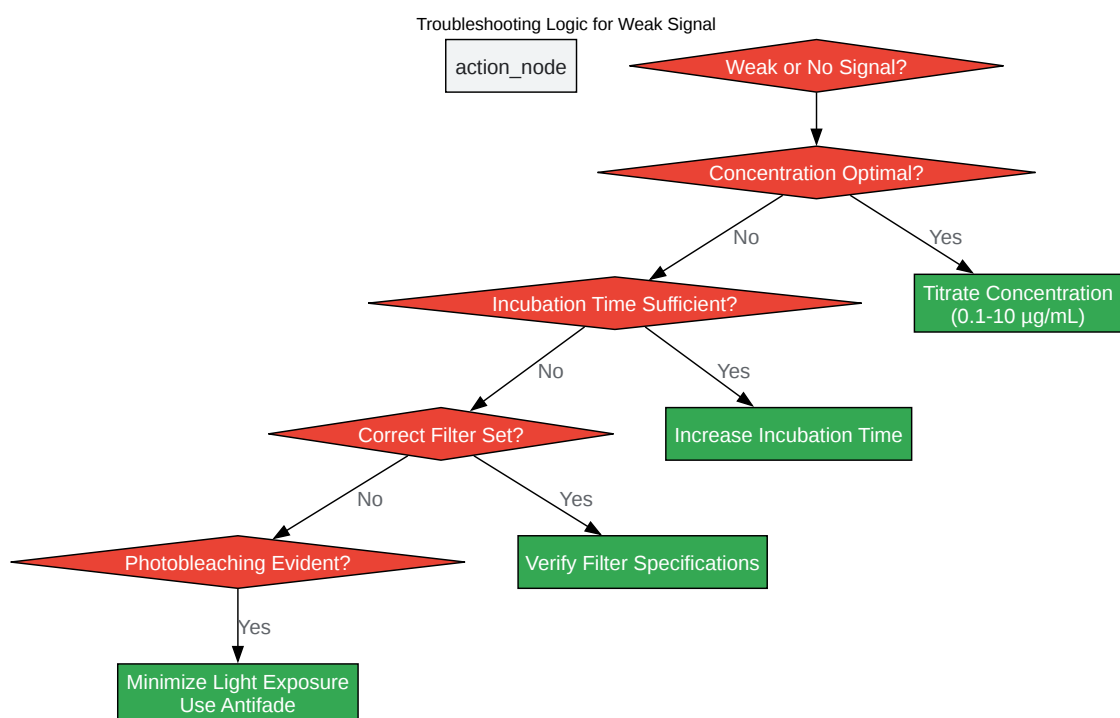 Troubleshooting Logic for Weak Signal
action_node
Weak or No Signal?
Concentration Optimal?
No
Yes
Incubation Time Sufficient?
Titrate Concentration
(0.1-10 µg/mL)
No
Yes
Correct Filter Set?
Increase Incubation Time
No
Yes
Photobleaching Evident?
Verify Filter Specifications
Yes
Minimize Light Exposure
Use Antifade